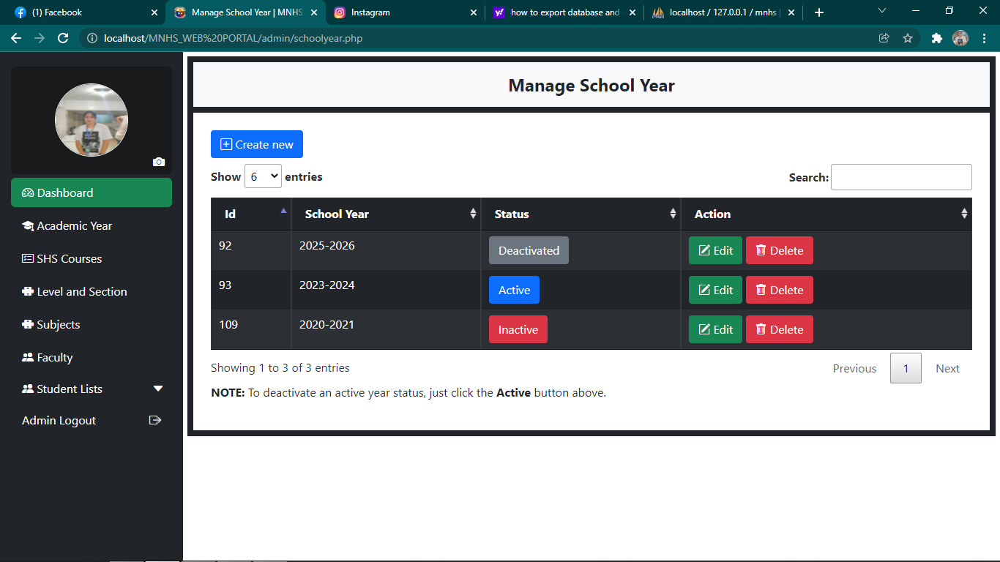 (1) Facebook
Manage School Year | MNHS
Instagram
how to export database and
localhost / 127.0.0.1 / mnhs |
localhost/MNHS_WEB%20PORTAL/admin/schoolyear.php
Dashboard
Academic Year
SHS Courses
Level and Section
Subjects
Faculty
Student Lists
Admin Logout
Manage School Year
Create new
Show 6 entries
Search:
Id School Year Status Action
92 2025-2026 Deactivated Edit Delete
93 2023-2024 Active Edit Delete
109 2020-2021 Inactive Edit Delete
Showing 1 to 3 of 3 entries
Previous 1 Next
NOTE: To deactivate an active year status, just click the Active button above.